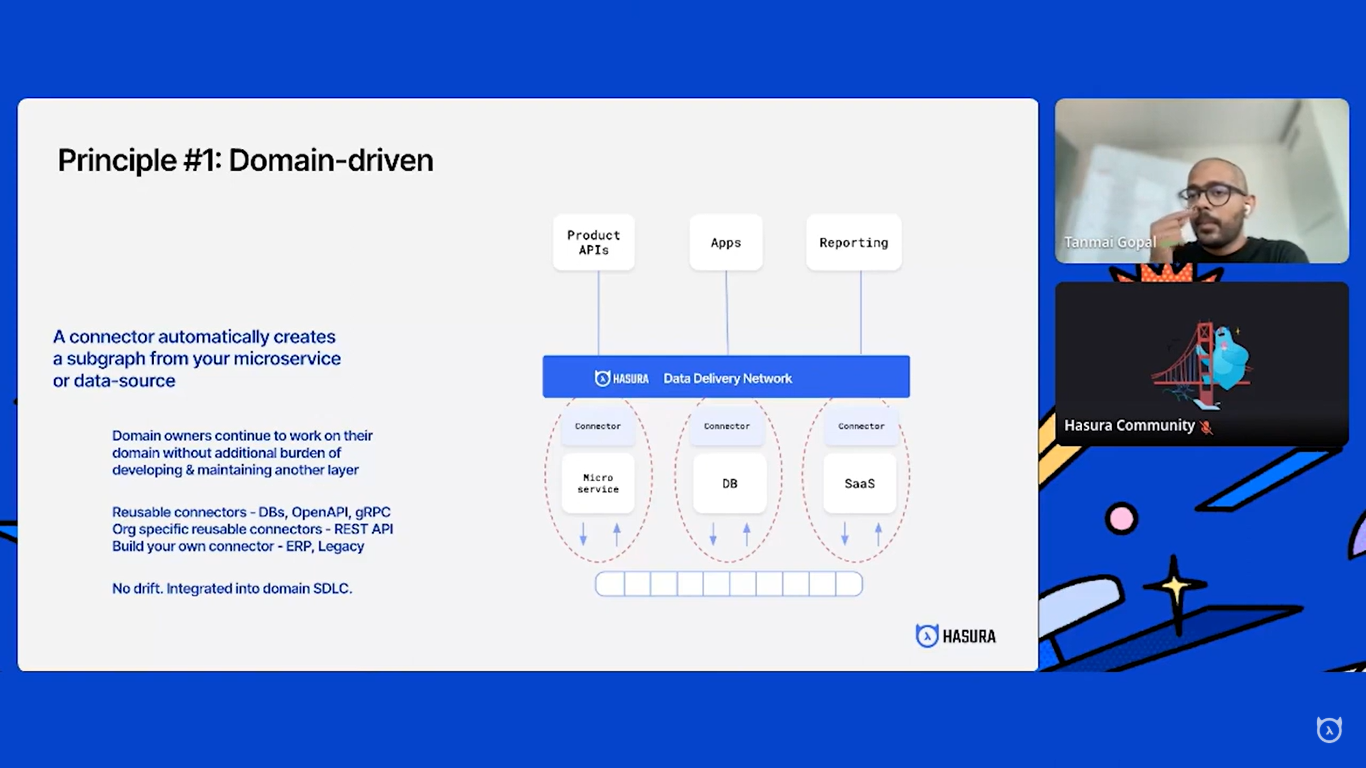 Principle #1: Domain-driven
A connector automatically creates
a subgraph from your microservice
or data-source
Domain owners continue to work on their
domain without additional burden of
developing & maintaining another layer
Reusable connectors - DBs, OpenAPI, gRPC
Org specific reusable connectors - REST API
Build your own connector - ERP, Legacy
No drift. Integrated into domain SDLC.
Product
APIs
Apps
Reporting
HASURA Data Delivery Network
Connector
Connector
Connector
Micro
service
DB
SaaS
HASURA
Tanmai Gopal
Hasura Community